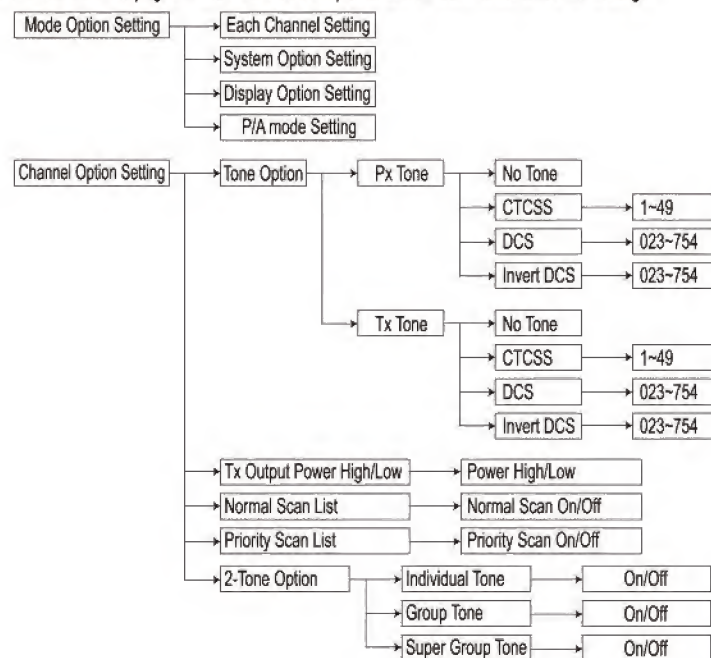 Mode Option Setting
Each Channel Setting
System Option Setting
Display Option Setting
P/A mode Setting
Channel Option Setting
Tone Option
Px Tone
No Tone
CTCSS
1~49
DCS
023~754
Invert DCS
023~754
Tx Tone
No Tone
CTCSS
1~49
DCS
023~754
Invert DCS
023~754
Tx Output Power High/Low
Power High/Low
Normal Scan List
Normal Scan On/Off
Priority Scan List
Priority Scan On/Off
2-Tone Option
Individual Tone
On/Off
Group Tone
On/Off
Super Group Tone
On/Off